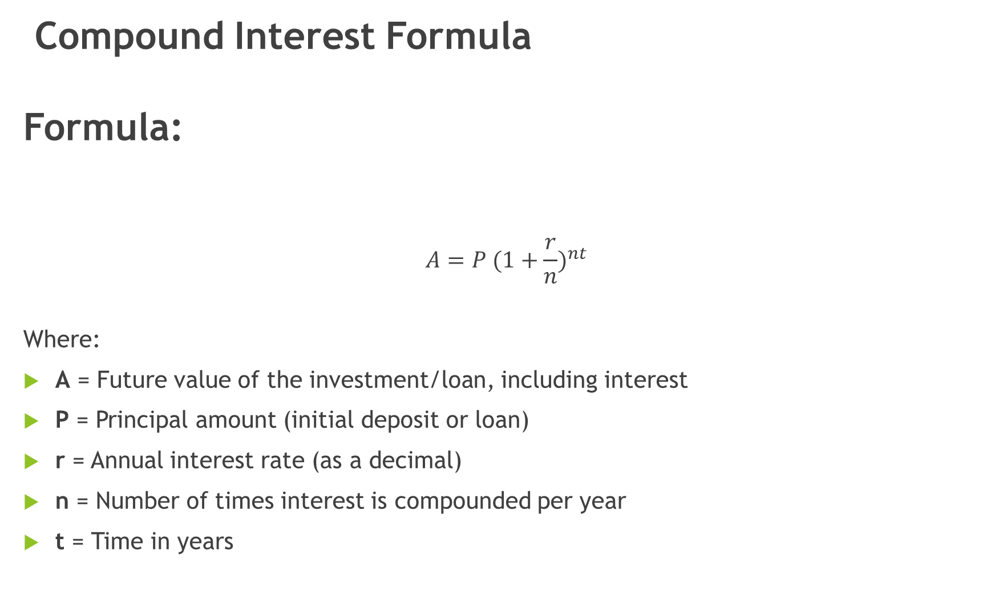 Compound Interest Formula
Formula:
A = P (1 + r/n)^nt
Where:
A = Future value of the investment/loan, including interest
P = Principal amount (initial deposit or loan)
r = Annual interest rate (as a decimal)
n = Number of times interest is compounded per year
t = Time in years